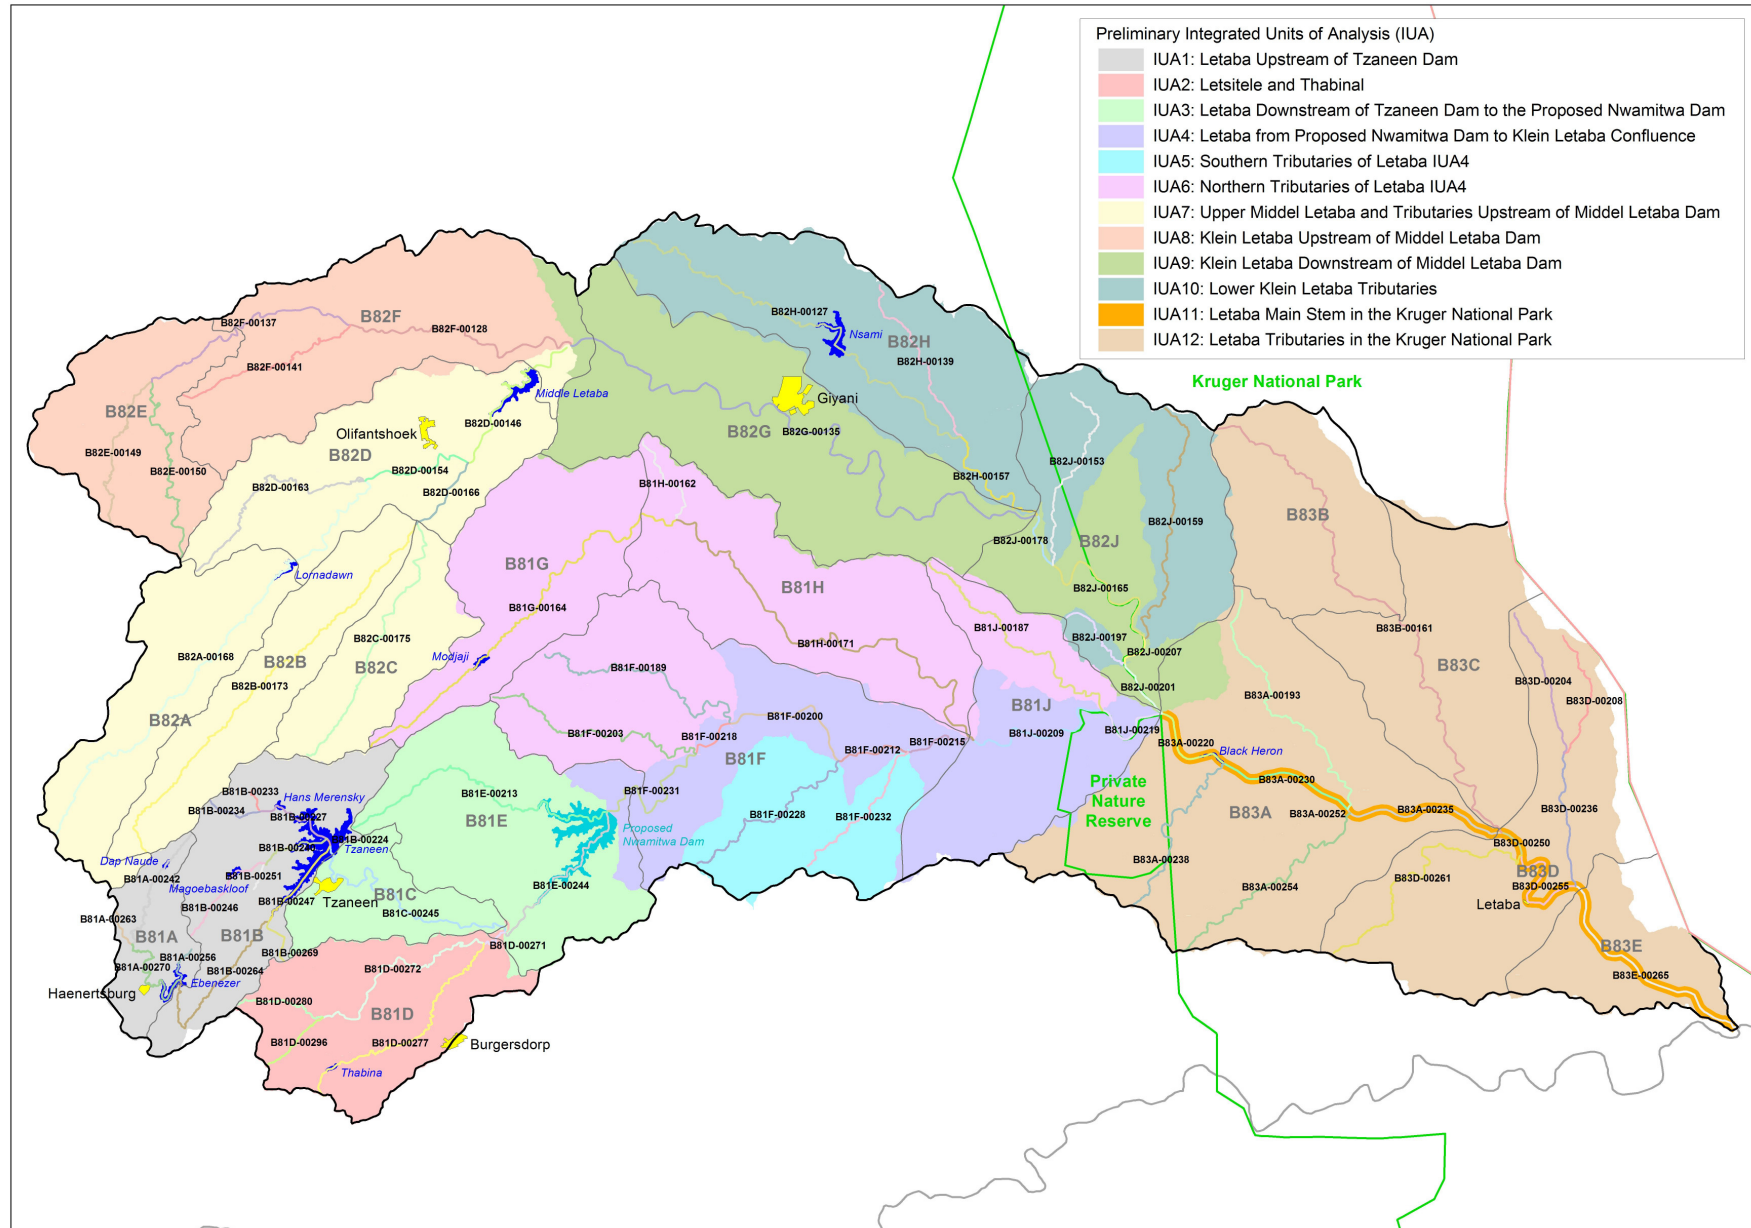 Preliminary Integrated Units of Analysis (IUA)
IUA1: Letaba Upstream of Tzaneen Dam
IUA2: Letsitele and Thabinal
IUA3: Letaba Downstream of Tzaneen Dam to the Proposed Nwamitwa Dam
IUA4: Letaba from Proposed Nwamitwa Dam to Klein Letaba Confluence
IUA5: Southern Tributaries of Letaba IUA4
IUA6: Northern Tributaries of Letaba IUA4
IUA7: Upper Middel Letaba and Tributaries Upstream of Middel Letaba Dam
IUA8: Klein Letaba Upstream of Middel Letaba Dam
IUA9: Klein Letaba Downstream of Middel Letaba Dam
IUA10: Lower Klein Letaba Tributaries
IUA11: Letaba Main Stem in the Kruger National Park
IUA12: Letaba Tributaries in the Kruger National Park
Kruger National Park
B82F
B82F-00137
B82F-00128
B82F-00141
B82H-00127
Nsami
B82H
B82H-00139
B82E
Middle Letaba
Giyani
B82D-00146
Olifantshoek
B82G
B82G-00135
B82E-00149
B82D
B82E-00150
B82D-00154
B82D-00163
B82D-00166
B81H-00162
B82H-00157
B82J-00153
B82J-00159
B83B
B82J-00178
B82J
Lornadawn
B81G
B81H
B82J-00165
B81G-00164
B81J-00187
B82J-00197
B83B-00161
B82C-00175
B81H-00171
B82A-00168
Modjaji
B82B
B82C
B81F-00189
B82J-00207
B83C
B82B-00173
B82J-00201
B83A-00193
B83D-00204
B83D-00208
B82A
B81F-00200
B81J
B81F-00203
B81F-00218
B81J-00209
B81J-00219
B81F-00215
B81F-00212
B83A-00220
Black Heron
B81F
B83A-00230
Private
Nature
Reserve
B81B-00233
B81E-00213
B81F-00231
Hans Merensky
B81B-00234
B81B-00227
B81E
B81F-00228
B81F-00232
B83A
B83A-00252
B83A-00235
B83D-00236
Proposed
Nwamitwa Dam
B81B-00224
B81B-00240
Tzaneen
B83D-00250
Dap Naude
B83A-00238
B81A-00242
B81B-00251
Magoebaskloof
B81E-00244
B83A-00254
B83D-00261
B83D
B83D-00255
B81B-00247
Tzaneen
B81C
Letaba
B81B-00246
B81C-00245
B81A-00263
B81A
B81B
B81D-00271
B83E
B81B-00269
B81A-00256
B81A-00270
B81B-00264
B81D-00272
B83E-00265
Ebenezer
Haenertsburg
B81D-00280
B81D
B81D-00296
B81D-00277
Burgersdorp
Thabina